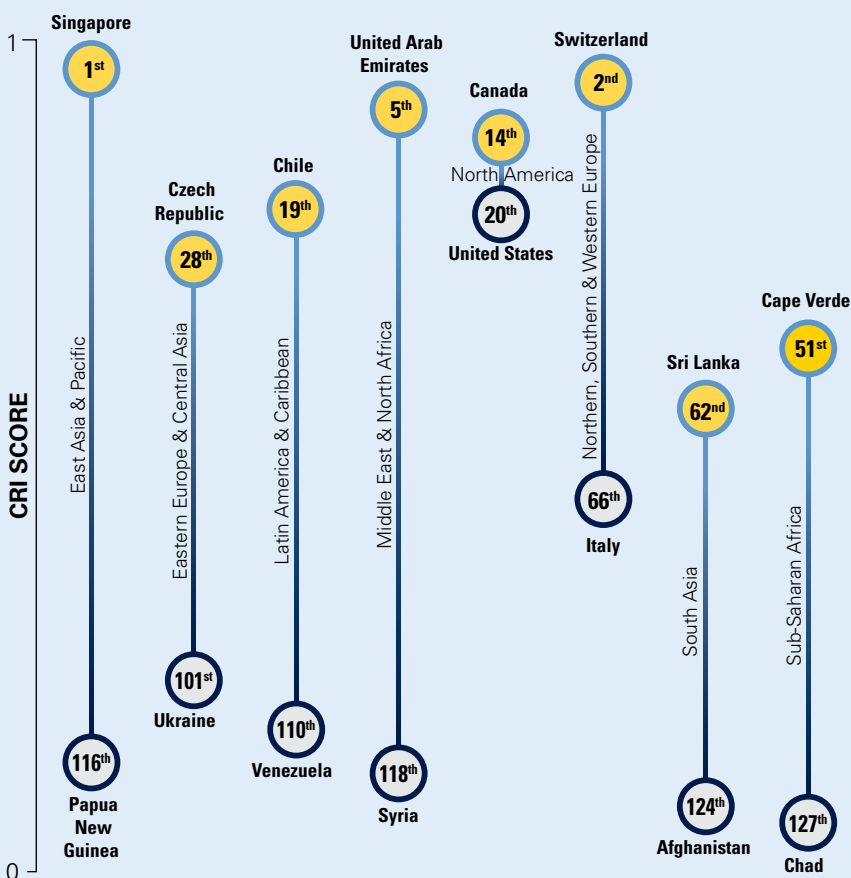 CRI SCORE
1
0
Singapore
1st
East Asia & Pacific
116th
Papua
New
Guinea
Czech
Republic
28th
Eastern Europe & Central Asia
101st
Ukraine
Chile
19th
Latin America & Caribbean
110th
Venezuela
United Arab
Emirates
5th
Middle East & North Africa
118th
Syria
Canada
14th
North America
20th
United States
Switzerland
2nd
Northern, Southern & Western Europe
66th
Italy
Sri Lanka
62nd
South Asia
124th
Afghanistan
Cape Verde
51st
Sub-Saharan Africa
127th
Chad